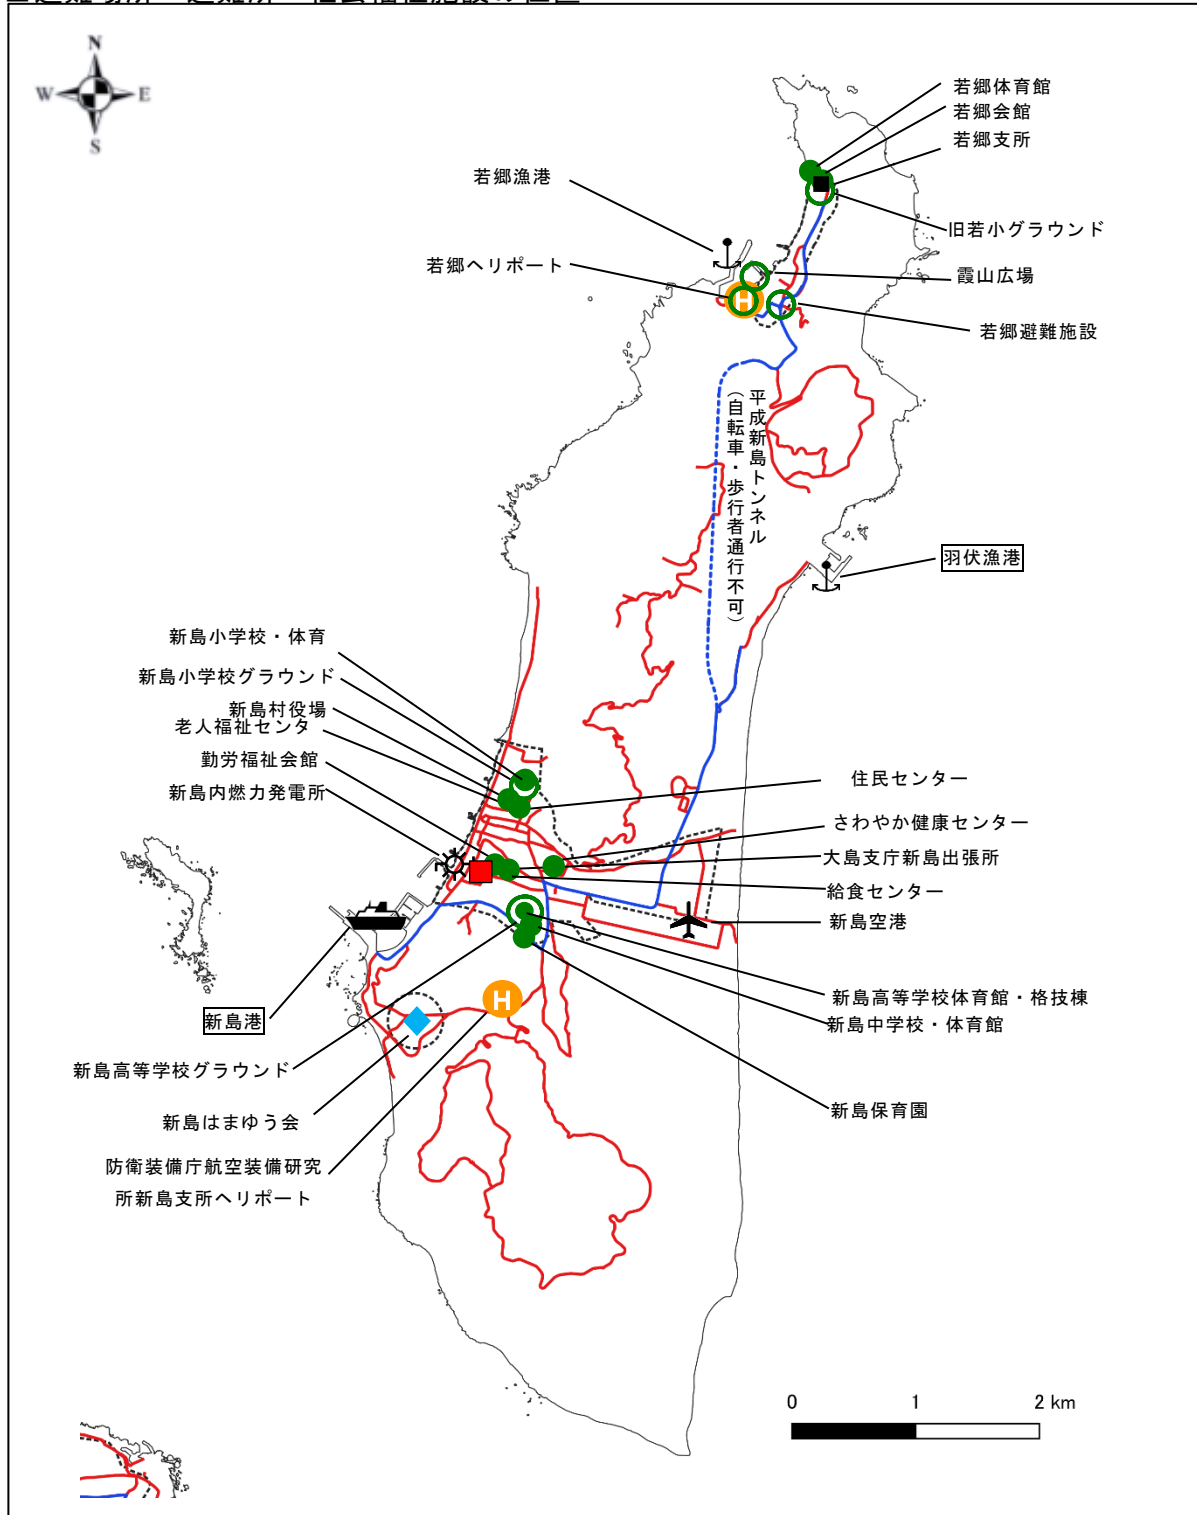 N
W
E
S
若郷体育館
若郷会館
若郷支所
若郷漁港
旧若小グラウンド
若郷ヘリポート
霞山広場
H
若郷避難施設
平成新島トンネル
(自転車・歩行者通行不可)
羽伏漁港
新島小学校・体育
新島小学校グラウンド
新島村役場
老人福祉センタ
勤労福祉会館
新島内燃力発電所
住民センター
さわやか健康センター
大島支庁新島出張所
給食センター
新島空港
新島高等学校体育館・格技棟
新島中学校・体育館
H
新島港
新島高等学校グラウンド
新島保育園
新島はまゆう会
防衛装備庁航空装備研究
所新島支所ヘリポート
0 1 2 km